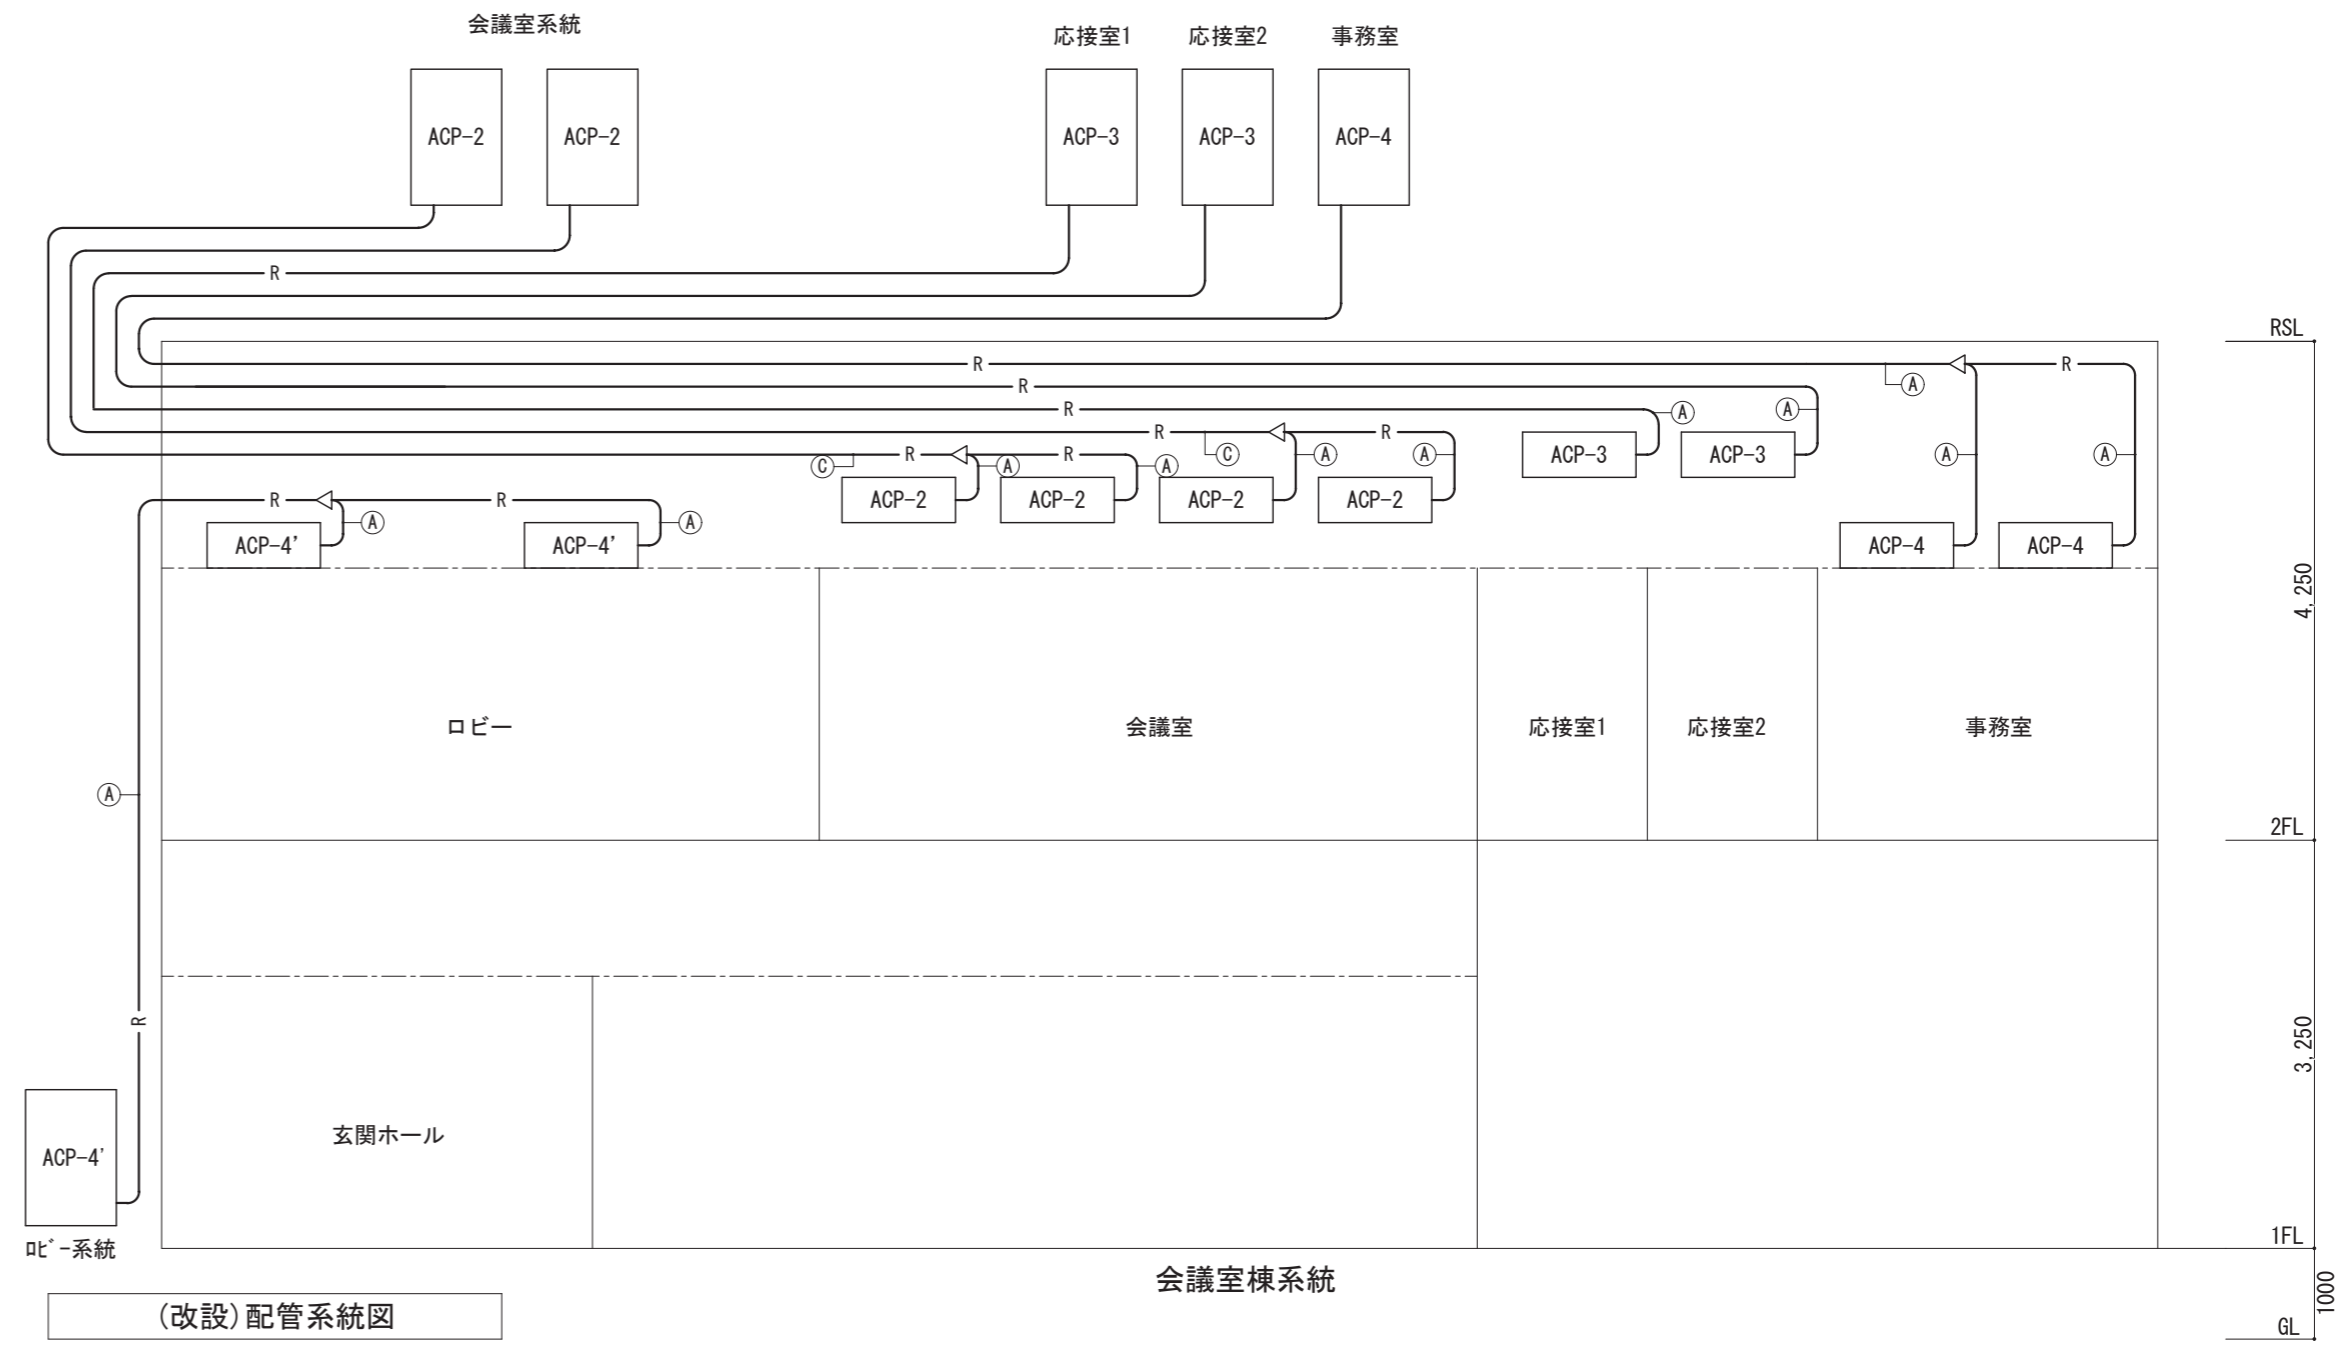 会議室系統
応接室1
応接室2
事務室
ACP-2
ACP-2
ACP-3
ACP-3
ACP-4
R
RSL
R
R
R
R
R
R
R
R
R
R
A
A
A
A
A
C
A
A
C
A
A
A
A
ACP-3
ACP-3
ACP-2
ACP-2
ACP-2
ACP-2
ACP-4'
ACP-4'
ACP-4
ACP-4
4,250
ロビー
会議室
応接室1
応接室2
事務室
A
2FL
R
3,250
玄関ホール
ACP-4'
ﾛﾋﾞｰ系統
1FL
会議室棟系統
1000
(改設)配管系統図
GL